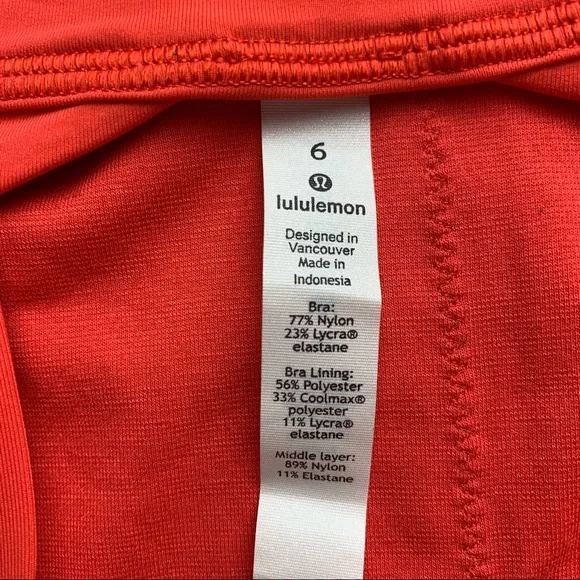 6
lululemon
Designed in
Vancouver
Made in
Indonesia
Bra:
77% Nylon
23% Lycra®
elastane
Bra Lining:
56% Polyester
33% Coolmax®
polyester
11% Lycra®
elastane
Middle layer:
89% Nylon
11% Elastane